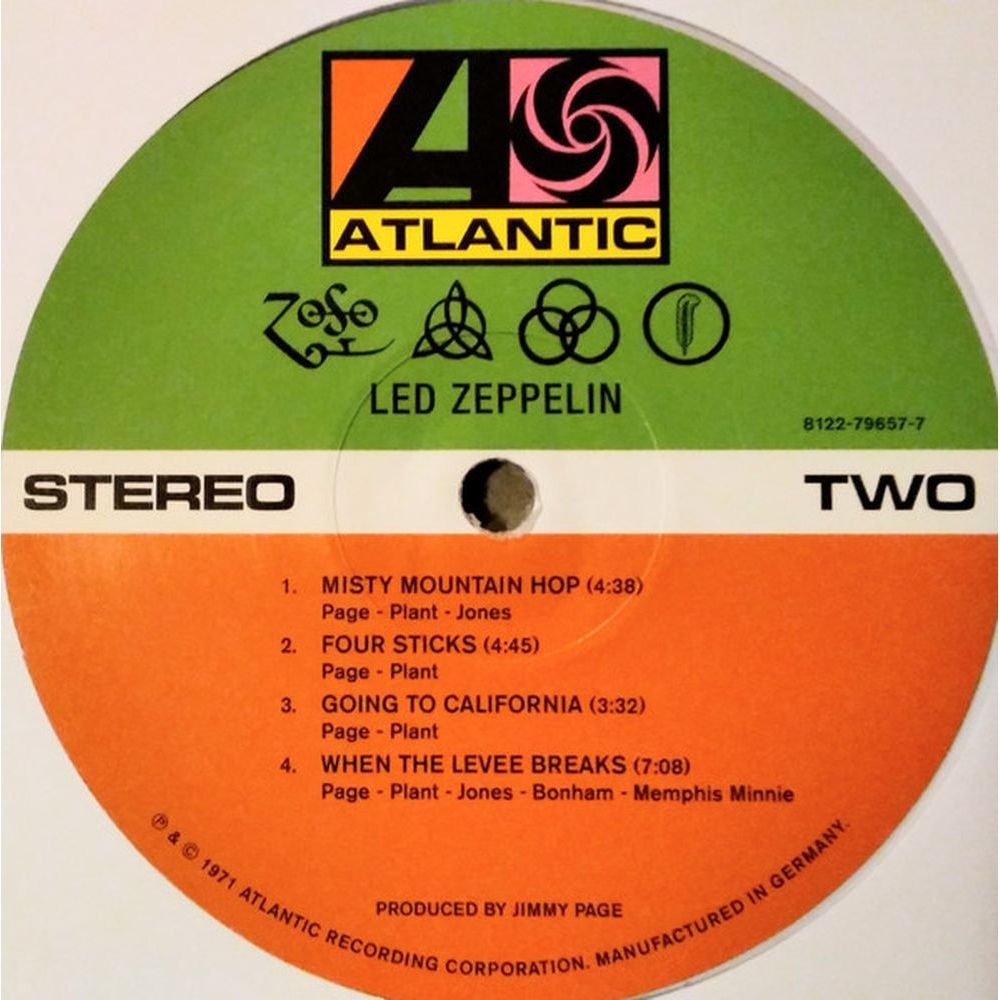 ATLANTIC
LED ZEPPELIN
8122-79657-7
STEREO
TWO
1. MISTY MOUNTAIN HOP (4:38)
Page - Plant - Jones
2. FOUR STICKS (4:45)
Page - Plant
3. GOING TO CALIFORNIA (3:32)
Page - Plant
4. WHEN THE LEVEE BREAKS (7:08)
Page - Plant - Jones - Bonham - Memphis Minnie
PRODUCED BY JIMMY PAGE
℗ & © 1971 ATLANTIC RECORDING CORPORATION. MANUFACTURED IN GERMANY.